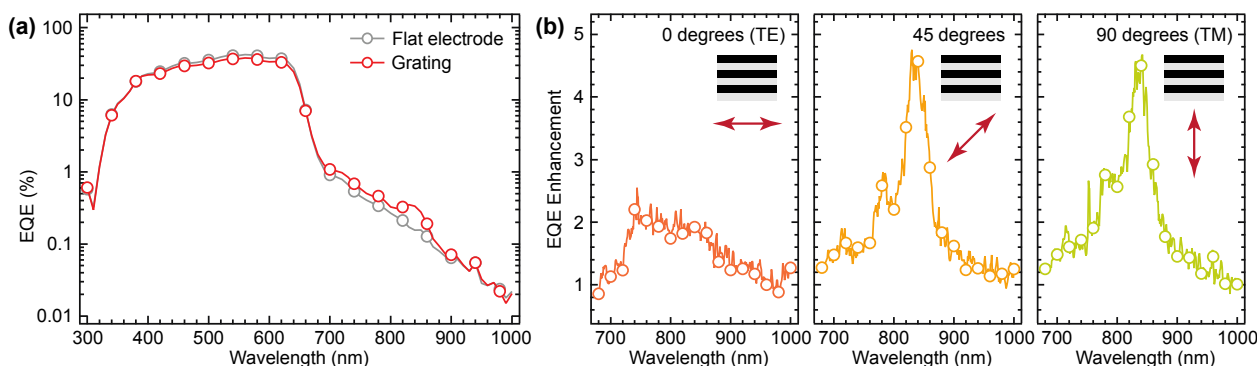 (a)
100
10
1
0.1
0.01
EQE (%)
Flat electrode
Grating
300 400 500 600 700 800 900 1000
Wavelength (nm)
(b)
5
4
3
2
1
EQE Enhancement
0 degrees (TE)
700 800 900 1000
Wavelength (nm)
45 degrees
700 800 900 1000
Wavelength (nm)
90 degrees (TM)
700 800 900 1000
Wavelength (nm)